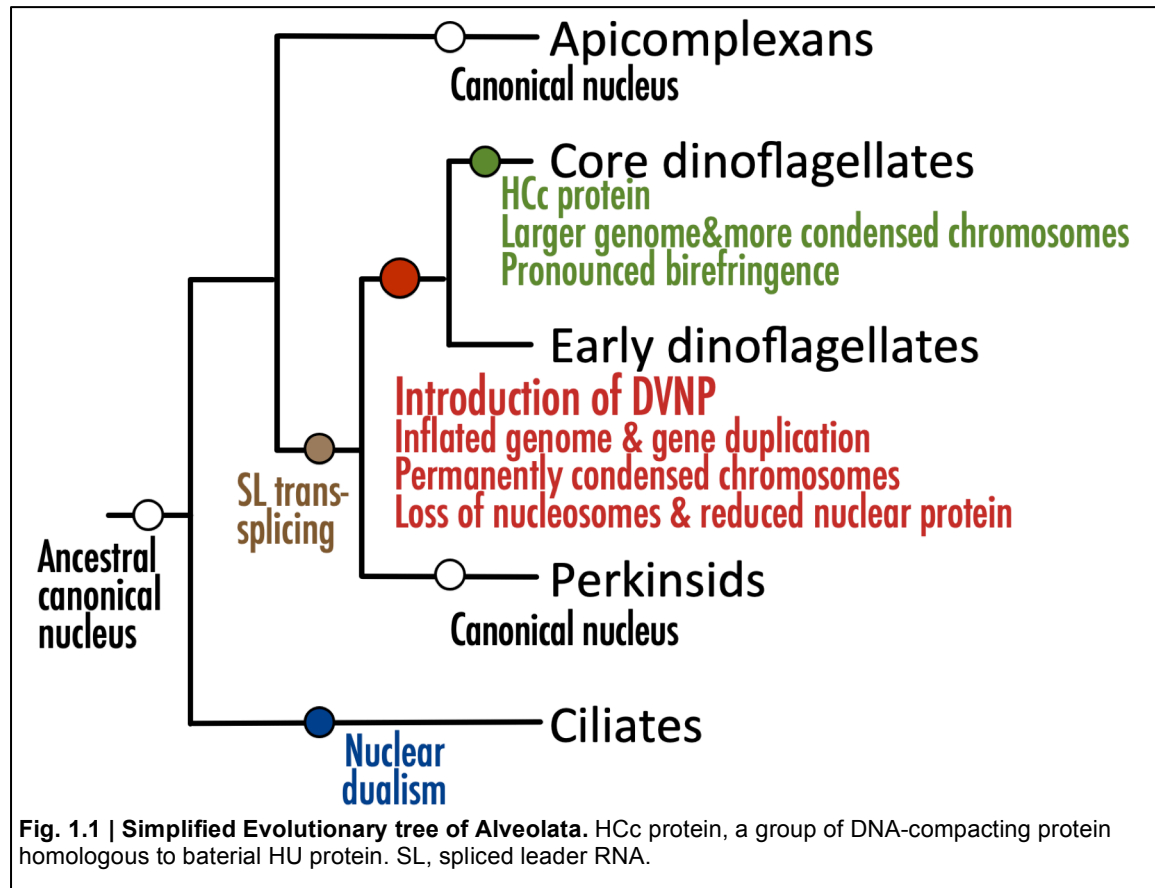 Apicomplexans
Canonical nucleus
Core dinoflagellates
HCc protein
Larger genome&more condensed chromosomes
Pronounced birefringence
Early dinoflagellates
Introduction of DVNP
Inflated genome & gene duplication
Permanently condensed chromosomes
Loss of nucleosomes & reduced nuclear protein
SL trans-
splicing
Ancestral
canonical
nucleus
Perkinsids
Canonical nucleus
Ciliates
Nuclear
dualism
Fig. 1.1 | Simplified Evolutionary tree of Alveolata. HCc protein, a group of DNA-compacting protein
homologous to baterial HU protein. SL, spliced leader RNA.